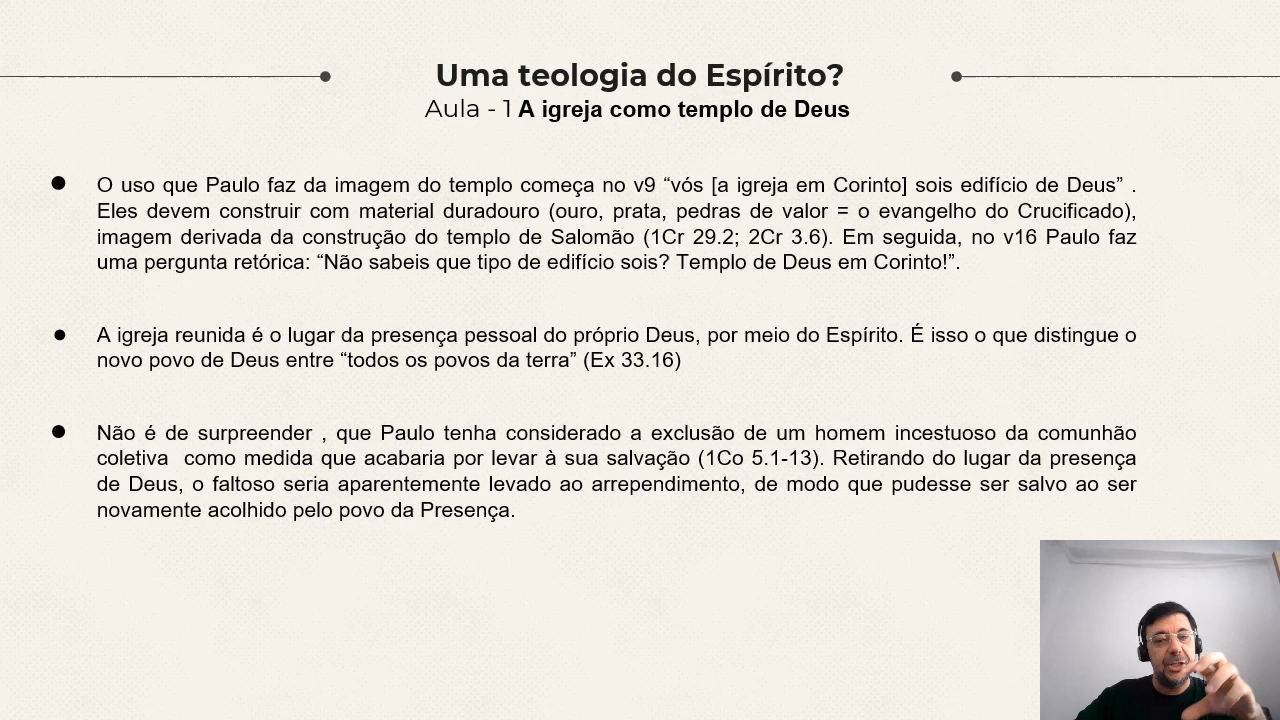 Uma teologia do Espírito?
Aula - 1 A igreja como templo de Deus
● O uso que Paulo faz da imagem do templo começa no v9 “vós [a igreja em Corinto] sois edifício de Deus” .
Eles devem construir com material duradouro (ouro, prata, pedras de valor = o evangelho do Crucificado),
imagem derivada da construção do templo de Salomão (1Cr 29.2; 2Cr 3.6). Em seguida, no v16 Paulo faz
uma pergunta retórica: “Não sabeis que tipo de edifício sois? Templo de Deus em Corinto!”.
● A igreja reunida é o lugar da presença pessoal do próprio Deus, por meio do Espírito. É isso o que distingue o
novo povo de Deus entre “todos os povos da terra” (Ex 33.16)
● Não é de surpreender , que Paulo tenha considerado a exclusão de um homem incestuoso da comunhão
coletiva  como medida que acabaria por levar à sua salvação (1Co 5.1-13). Retirando do lugar da presença
de Deus, o faltoso seria aparentemente levado ao arrependimento, de modo que pudesse ser salvo ao ser
novamente acolhido pelo povo da Presença.